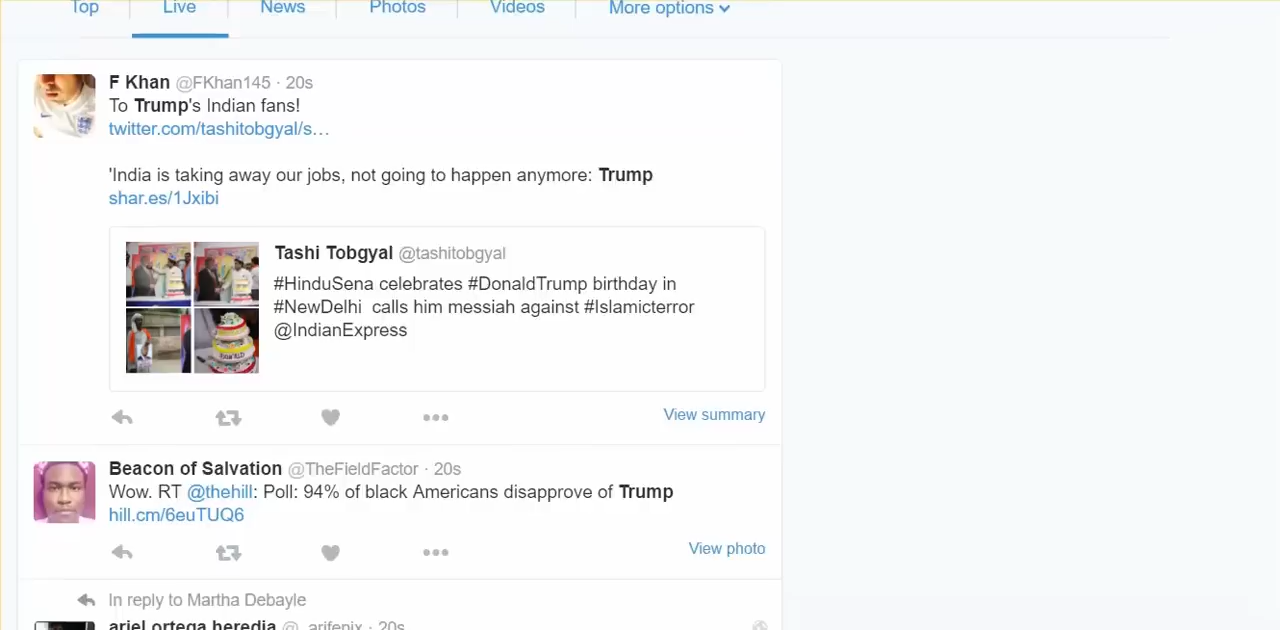 Top Live News Photos Videos More options
F Khan @FKhan145 · 20s
To Trump's Indian fans!
twitter.com/tashitobgyal/s…
'India is taking away our jobs, not going to happen anymore: Trump
shar.es/1Jxibi
Tashi Tobgyal @tashitobgyal
#HinduSena celebrates #DonaldTrump birthday in
#NewDelhi calls him messiah against #Islamicterror
@IndianExpress
View summary
Beacon of Salvation @TheFieldFactor · 20s
Wow. RT @thehill: Poll: 94% of black Americans disapprove of Trump
hill.cm/6euTUQ6
View photo
In reply to Martha Debayle
ariel ortega heredia @_arifenix · 20s